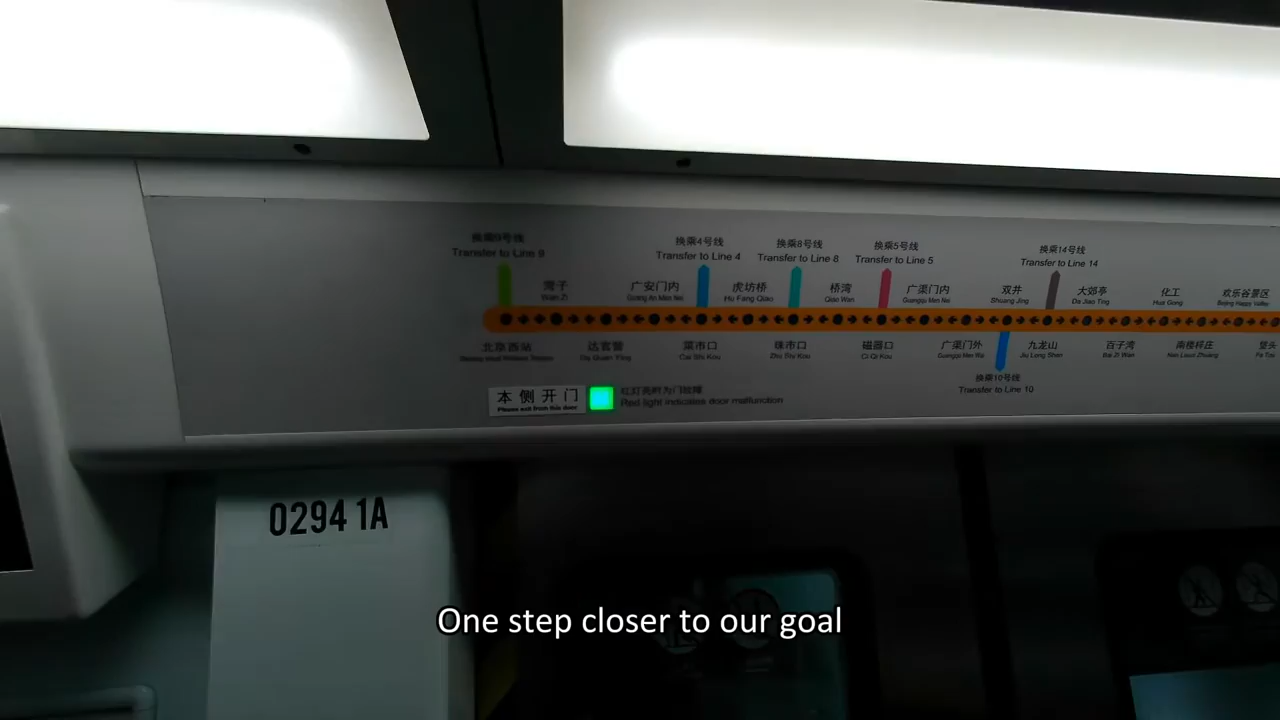 换乘9号线
Transfer to Line 9
换乘4号线
Transfer to Line 4
换乘8号线
Transfer to Line 8
换乘5号线
Transfer to Line 5
换乘14号线
Transfer to Line 14
湾子
Wan Zi
广安门内
Guang An Men Nei
虎坊桥
Hu Fang Qiao
桥湾
Qiao Wan
广渠门内
Guangqu Men Nei
双井
Shuang Jing
大郊亭
Da Jiao Ting
化工
Hua Gong
欢乐谷景区
Beijing Happy Valley
北京西站
达官营
Da Guan Ying
菜市口
Cai Shi Kou
珠市口
Zhu Shi Kou
磁器口
Ci Qi Kou
广渠门外
Guangqu Men Wai
九龙山
Jiu Long Shan
百子湾
Bai Zi Wan
南楼梓庄
Nan Louzi Zhuang
垡头
Fa Tou
换乘10号线
Transfer to Line 10
本侧开门
Please exit from this door
红灯亮时为门故障
Red light indicates door malfunction
0294 1A
One step closer to our goal